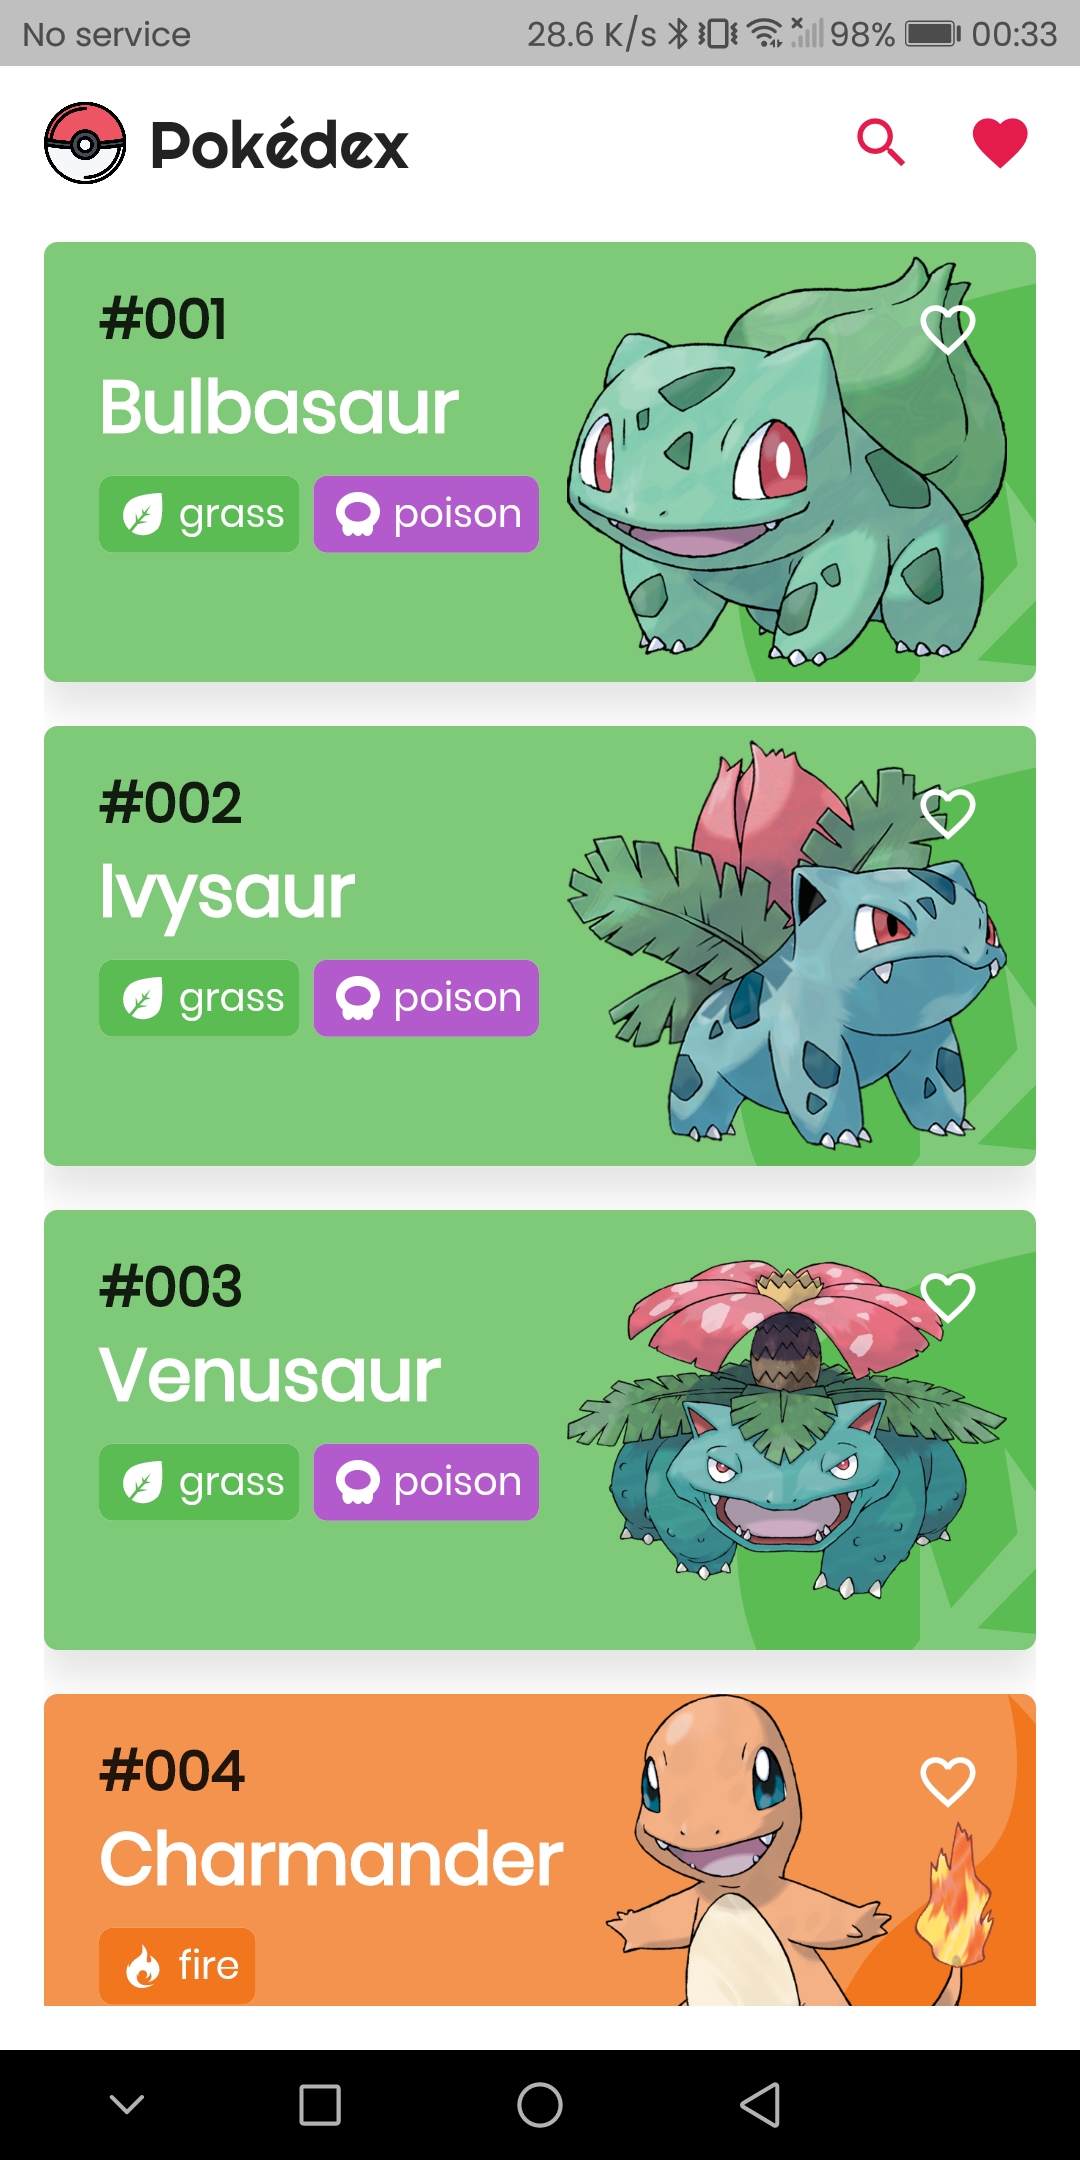 No service 28.6 K/s 98% 00:33
Pokédex
#001
Bulbasaur
grass poison
#002
Ivysaur
grass poison
#003
Venusaur
grass poison
#004
Charmander
fire